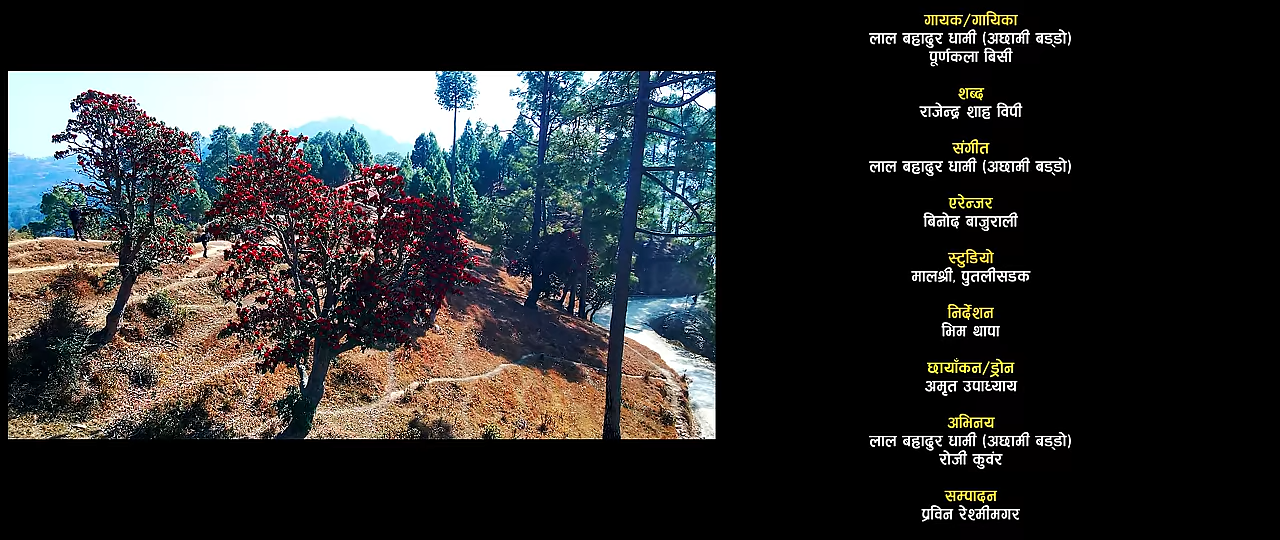 गायक/गायिका
लाल बहादुर धामी (अछामी बड्डो)
पूर्णकला बिसी
शब्द
राजेन्द्र शाह विपी
संगीत
लाल बहादुर धामी (अछामी बड्डो)
एरेन्जर
बिनोद बाजुराली
स्टुडियो
मालश्री, पुतलीसडक
निर्देशन
भिम थापा
छायाँकन/ड्रोन
अमृत उपाध्याय
अभिनय
लाल बहादुर धामी (अछामी बड्डो)
रोजी कुवंर
सम्पादन
प्रविन रेश्मीमगर